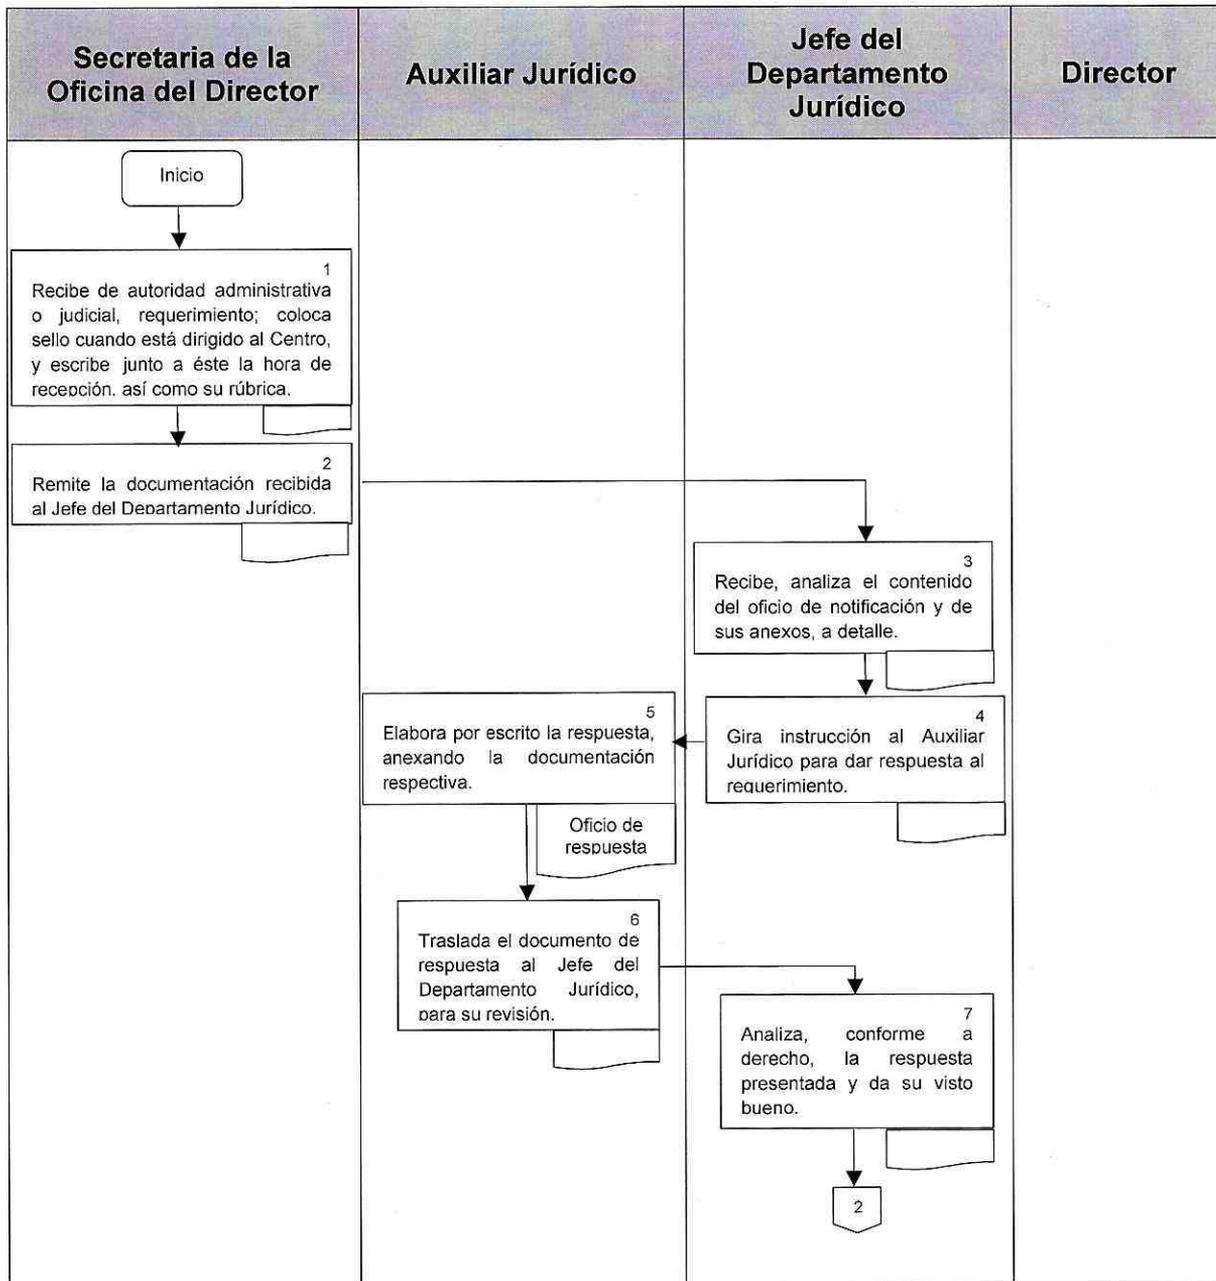 Secretaria de la
Oficina del Director
Auxiliar Jurídico
Jefe del
Departamento
Jurídico
Director
Inicio
1
Recibe de autoridad administrativa
o judicial, requerimiento; coloca
sello cuando está dirigido al Centro,
y escribe junto a éste la hora de
recepción, así como su rúbrica.
2
Remite la documentación recibida
al Jefe del Departamento Jurídico.
3
Recibe, analiza el contenido
del oficio de notificación y de
sus anexos, a detalle.
4
Gira instrucción al Auxiliar
Jurídico para dar respuesta al
requerimiento.
5
Elabora por escrito la respuesta,
anexando la documentación
respectiva.
Oficio de
respuesta
6
Traslada el documento de
respuesta al Jefe del
Departamento Jurídico,
para su revisión.
7
Analiza, conforme a
derecho, la respuesta
presentada y da su visto
bueno.
2